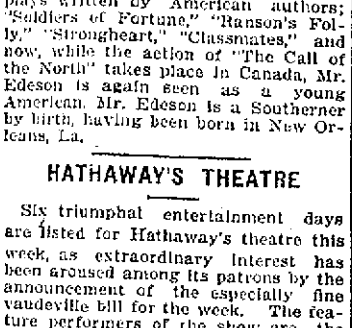 plays written by American authors;
"Soldiers of Fortune," "Ranson's Fol-
ly," "Strongheart," "Classmates," and
now, while the action of "The Call of
the North" takes place in Canada, Mr.
Edeson is again seen as a young
American. Mr. Edeson is a Southerner
by birth, having been born in New Or-
leans, La.
HATHAWAY'S THEATRE
Six triumphal entertainment days
are listed for Hathaway's theatre this
week, as extraordinary interest has
been aroused among its patrons by the
announcement of the especially fine
vaudeville bill for the week. The fea-
ture performers of the show are the